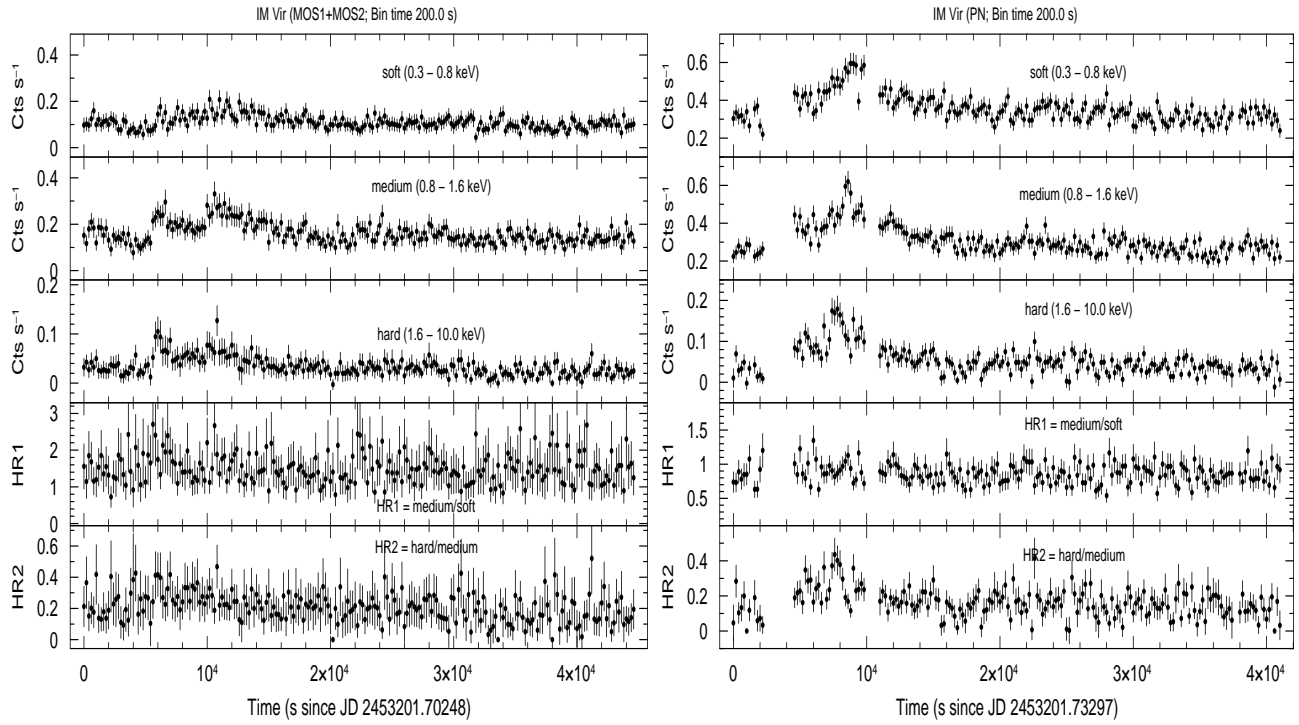 IM Vir (MOS1+MOS2; Bin time 200.0 s)
Cts s⁻¹
0.4
0.2
0
soft (0.3 – 0.8 keV)
Cts s⁻¹
0.4
0.2
0
medium (0.8 – 1.6 keV)
Cts s⁻¹
0.2
0.1
0
hard (1.6 – 10.0 keV)
HR1
3
2
1
HR1 = medium/soft
HR2
0.6
0.4
0.2
0
HR2 = hard/medium
0 10⁴ 2×10⁴ 3×10⁴ 4×10⁴
Time (s since JD 2453201.70248)
IM Vir (PN; Bin time 200.0 s)
Cts s⁻¹
0.6
0.4
0.2
soft (0.3 – 0.8 keV)
Cts s⁻¹
0.6
0.4
0.2
medium (0.8 – 1.6 keV)
Cts s⁻¹
0.2
0.1
0
hard (1.6 – 10.0 keV)
HR1
1.5
1
0.5
HR1 = medium/soft
HR2
0.4
0.2
0
HR2 = hard/medium
0 10⁴ 2×10⁴ 3×10⁴ 4×10⁴
Time (s since JD 2453201.73297)